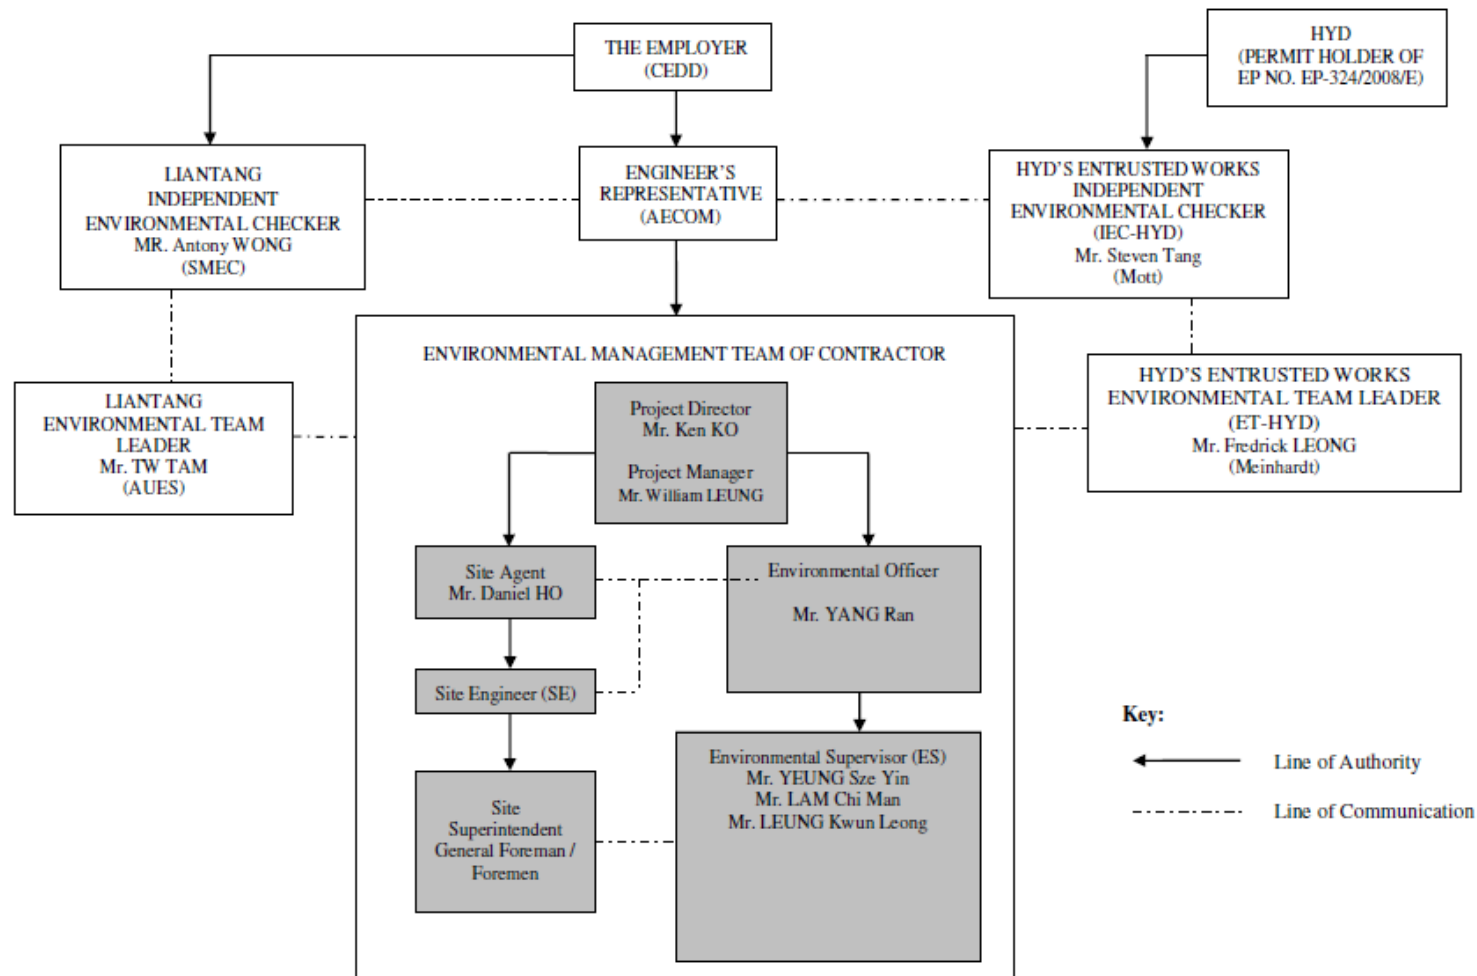 THE EMPLOYER
(CEDD)
HYD
(PERMIT HOLDER OF
EP NO. EP-324/2008/E)
LIANTANG
INDEPENDENT
ENVIRONMENTAL CHECKER
MR. Antony WONG
(SMEC)
ENGINEER'S
REPRESENTATIVE
(AECOM)
HYD'S ENTRUSTED WORKS
INDEPENDENT
ENVIRONMENTAL CHECKER
(IEC-HYD)
Mr. Steven Tang
(Mott)
LIANTANG
ENVIRONMENTAL TEAM
LEADER
Mr. TW TAM
(AUES)
ENVIRONMENTAL MANAGEMENT TEAM OF CONTRACTOR
HYD'S ENTRUSTED WORKS
ENVIRONMENTAL TEAM LEADER
(ET-HYD)
Mr. Fredrick LEONG
(Meinhardt)
Project Director
Mr. Ken KO
Project Manager
Mr. William LEUNG
Site Agent
Mr. Daniel HO
Environmental Officer
Mr. YANG Ran
Site Engineer (SE)
Site
Superintendent
General Foreman /
Foremen
Environmental Supervisor (ES)
Mr. YEUNG Sze Yin
Mr. LAM Chi Man
Mr. LEUNG Kwun Leong
Key:
Line of Authority
Line of Communication